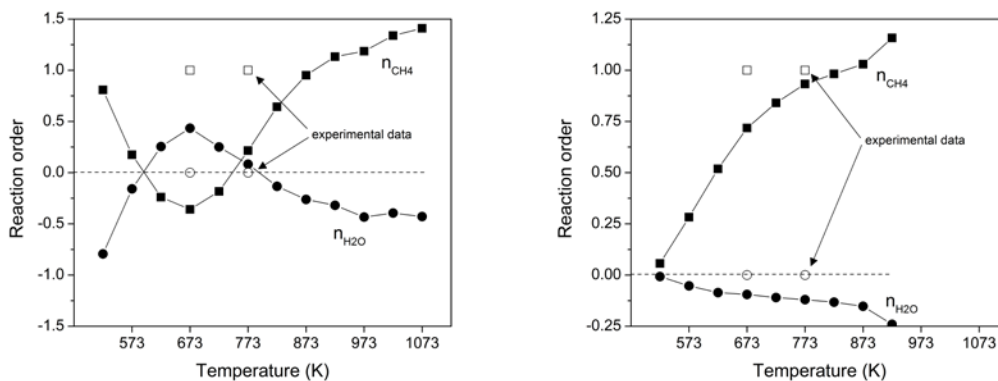 Reaction order
1.5
1.0
0.5
0.0
-0.5
-1.0
-1.5
n_CH4
experimental data
n_H2O
573 673 773 873 973 1073
Temperature (K)
Reaction order
1.25
1.00
0.75
0.50
0.25
0.00
-0.25
n_CH4
experimental data
n_H2O
573 673 773 873 973 1073
Temperature (K)